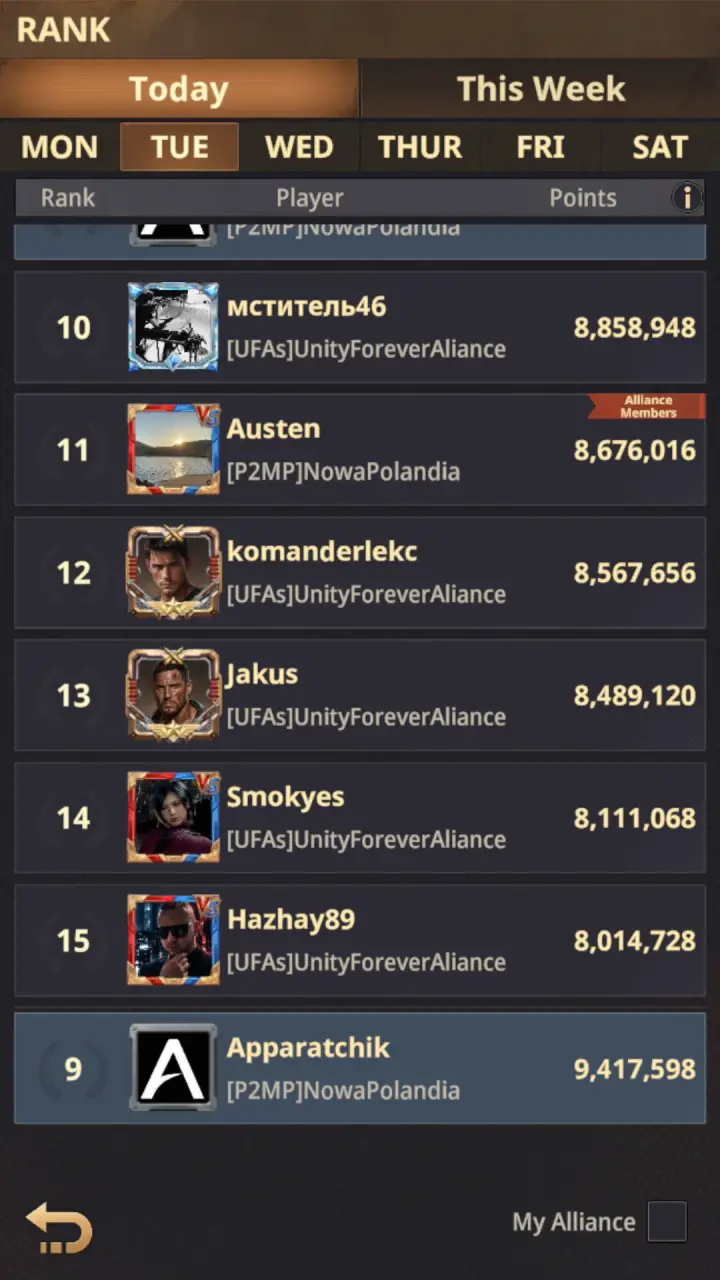 RANK
Today This Week
MON TUE WED THUR FRI SAT
Rank Player Points
[P2MP]NowaPolandia
10 мститель46 8,858,948
[UFAs]UnityForeverAliance
Alliance
Members
11 Austen 8,676,016
[P2MP]NowaPolandia
12 komanderlekc 8,567,656
[UFAs]UnityForeverAliance
13 Jakus 8,489,120
[UFAs]UnityForeverAliance
14 Smokyes 8,111,068
[UFAs]UnityForeverAliance
15 Hazhay89 8,014,728
[UFAs]UnityForeverAliance
9 Apparatchik 9,417,598
[P2MP]NowaPolandia
My Alliance